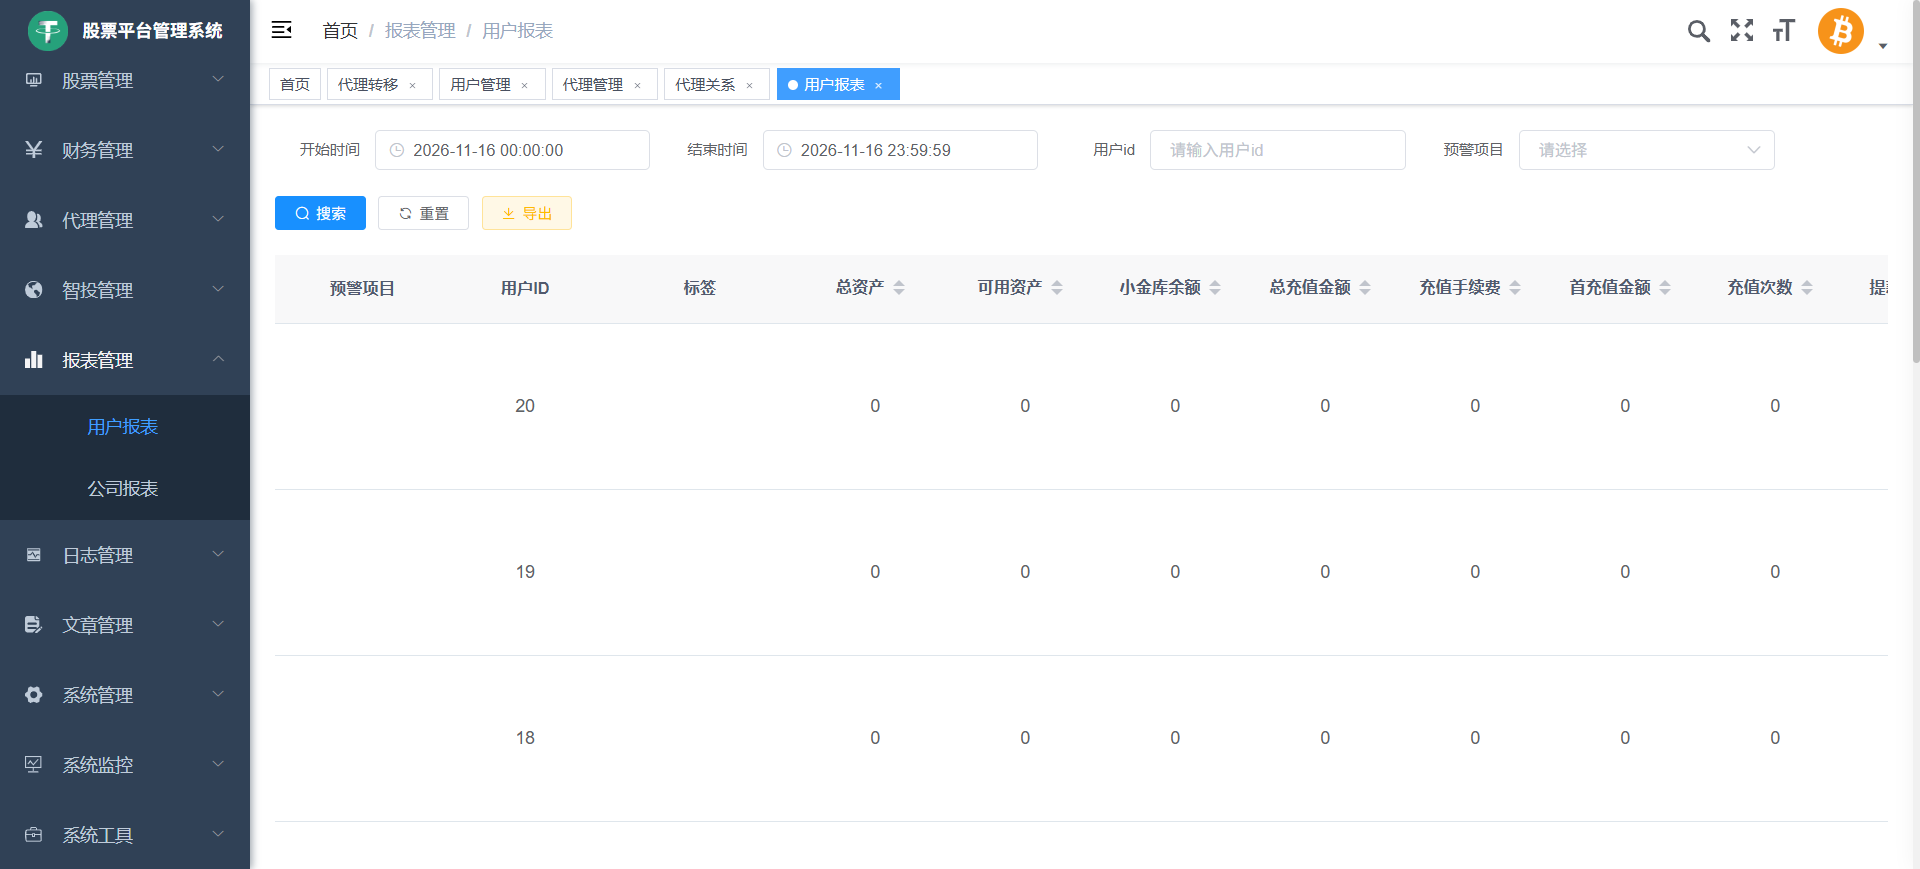 股票平台管理系统
股票管理
财务管理
代理管理
智投管理
报表管理
用户报表
公司报表
日志管理
文章管理
系统管理
系统监控
系统工具
首页 / 报表管理 / 用户报表
首页 代理转移 × 用户管理 × 代理管理 × 代理关系 × 用户报表 ×
开始时间 2026-11-16 00:00:00 结束时间 2026-11-16 23:59:59 用户id 请输入用户id 预警项目 请选择
搜索 重置 导出
预警项目 用户ID 标签 总资产 可用资产 小金库余额 总充值金额 充值手续费 首充值金额 充值次数 提
20 0 0 0 0 0 0 0
19 0 0 0 0 0 0 0
18 0 0 0 0 0 0 0